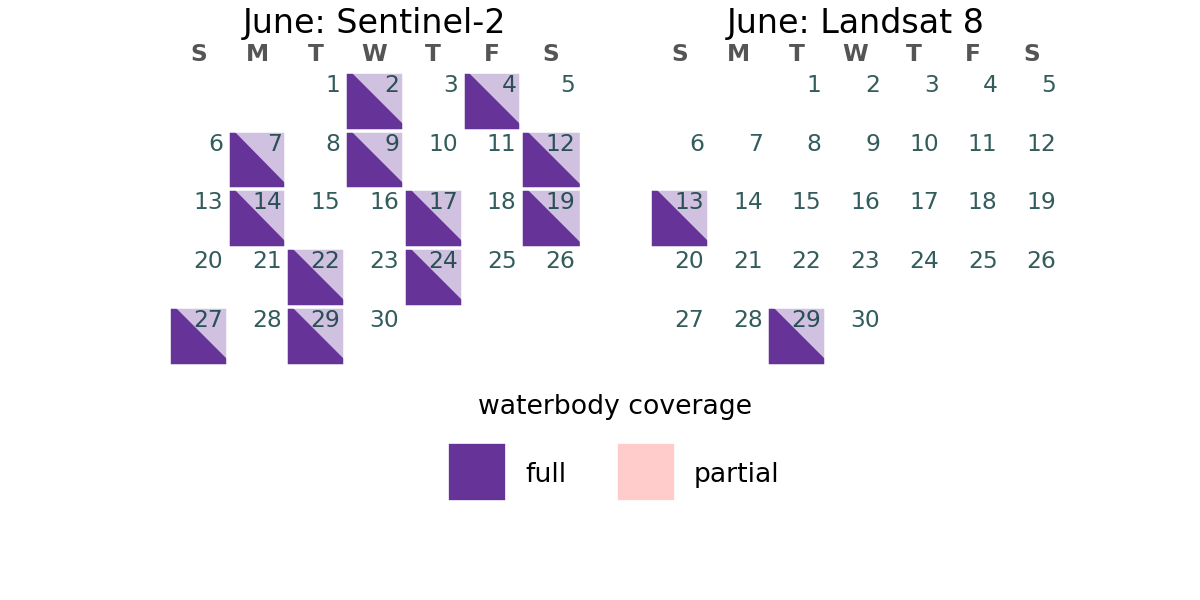 June: Sentinel-2
S M T W T F S
1 2 3 4 5
6 7 8 9 10 11 12
13 14 15 16 17 18 19
20 21 22 23 24 25 26
27 28 29 30
June: Landsat 8
S M T W T F S
1 2 3 4 5
6 7 8 9 10 11 12
13 14 15 16 17 18 19
20 21 22 23 24 25 26
27 28 29 30
waterbody coverage
full
partial